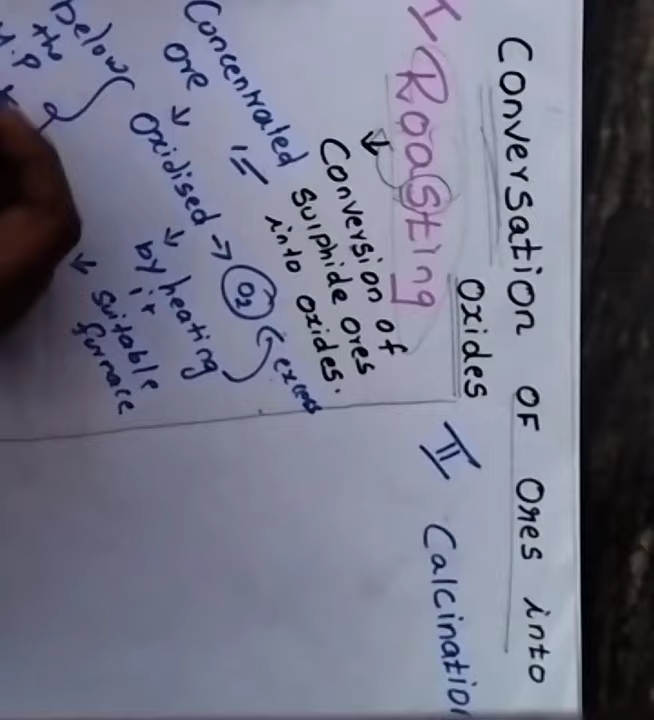 Conversation OF Ores into
oxides
I Roasting
Conversion of
sulphide ores
into oxides.
Concentrated
ore
oxidised → O2 excess
by heating
it
suitable
furnace
below
the
M.P
II Calcination